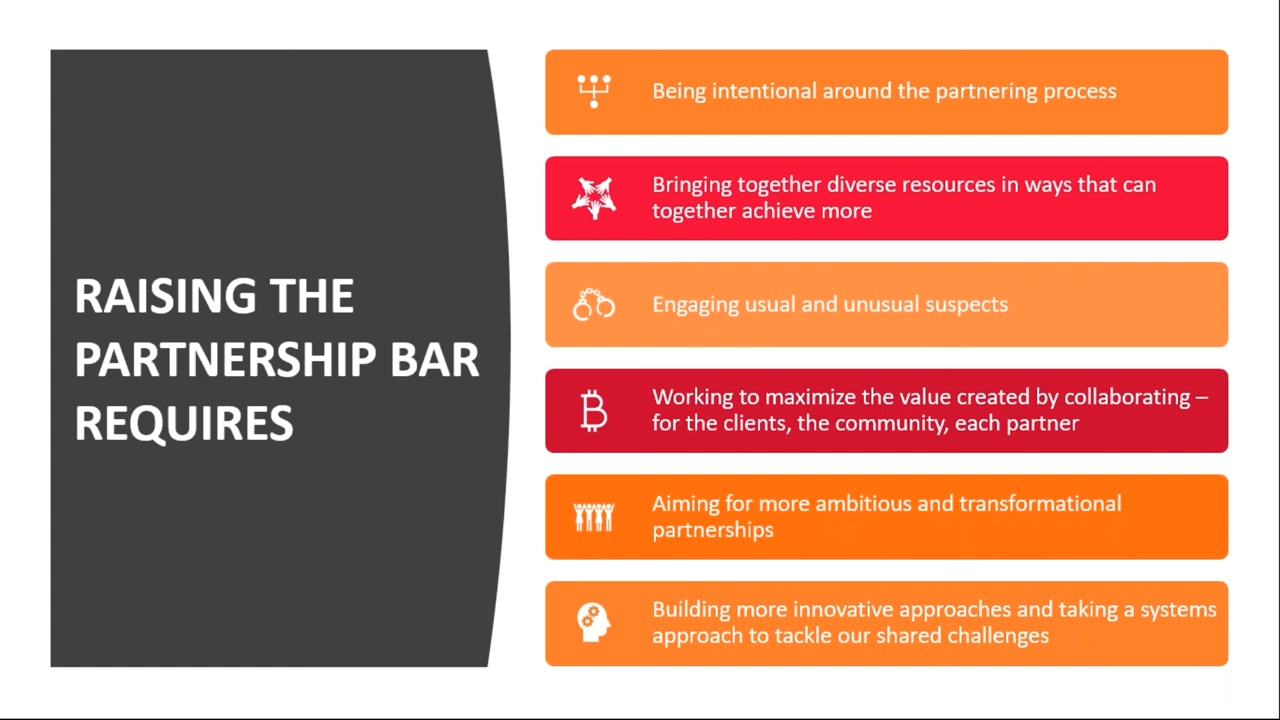 RAISING THE
PARTNERSHIP BAR
REQUIRES
Being intentional around the partnering process
Bringing together diverse resources in ways that can
together achieve more
Engaging usual and unusual suspects
Working to maximize the value created by collaborating –
for the clients, the community, each partner
Aiming for more ambitious and transformational
partnerships
Building more innovative approaches and taking a systems
approach to tackle our shared challenges